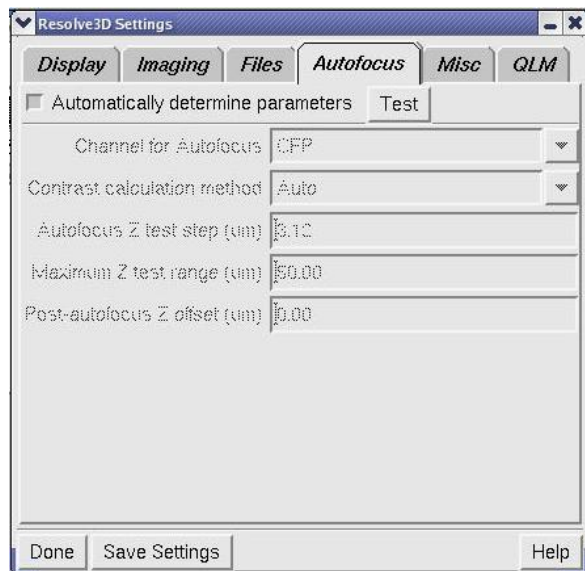 Resolve3D Settings
Display Imaging Files Autofocus Misc QLM
Automatically determine parameters Test
Channel for Autofocus CFP
Contrast calculation method Auto
Autofocus Z test step (um)
Maximum Z test range (um) 50.00
Post-autofocus Z offset (um) 0.00
Done Save Settings Help